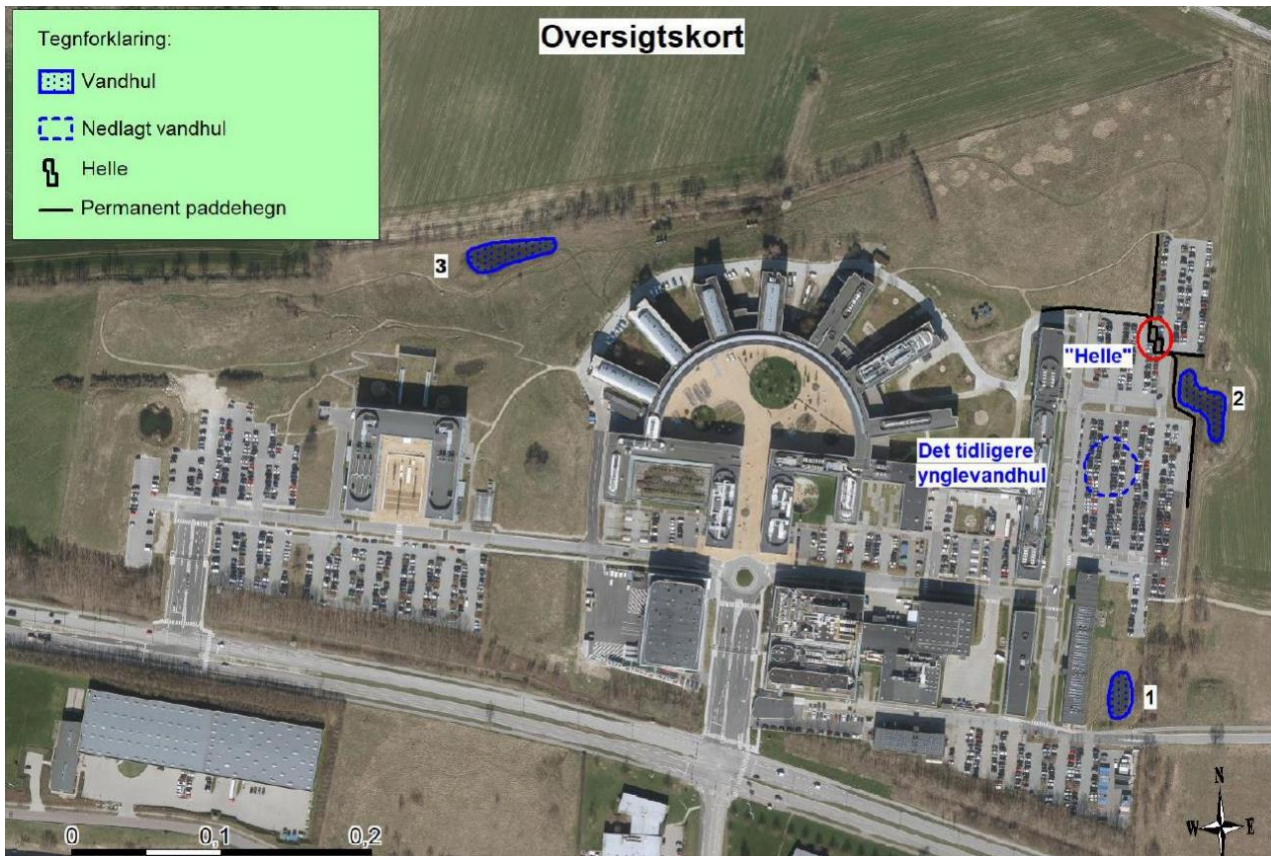 Oversigtskort
Tegnforklaring:
Vandhul
Nedlagt vandhul
Helle
Permanent paddehegn
3
"Helle"
2
Det tidligere
ynglevandhul
1
N
W E
S
0 0,1 0,2